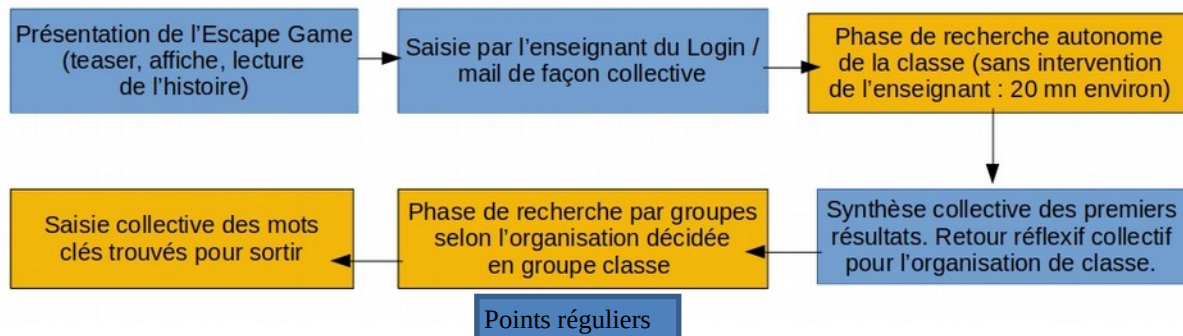 Présentation de l’Escape Game
(teaser, affiche, lecture
de l’histoire)
Saisie par l’enseignant du Login /
mail de façon collective
Phase de recherche autonome
de la classe (sans intervention
de l’enseignant : 20 mn environ)
Synthèse collective des premiers
résultats. Retour réflexif collectif
pour l’organisation de classe.
Phase de recherche par groupes
selon l’organisation décidée
en groupe classe
Saisie collective des mots
clés trouvés pour sortir
Points réguliers